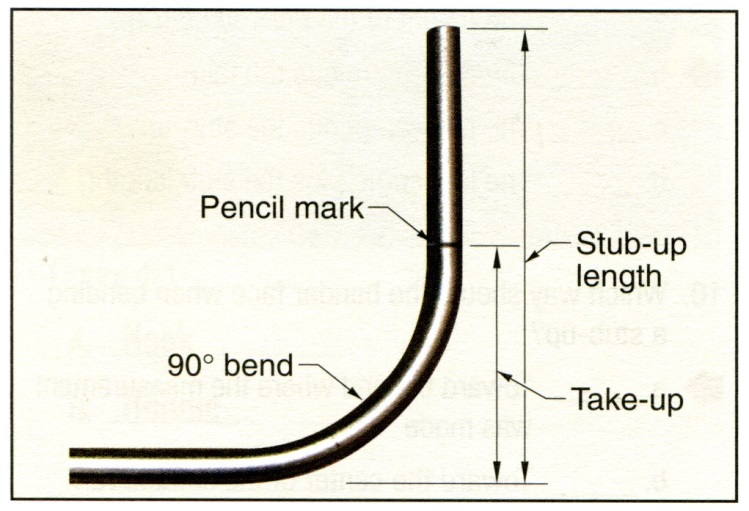 Pencil mark
Stub-up
length
90° bend
Take-up